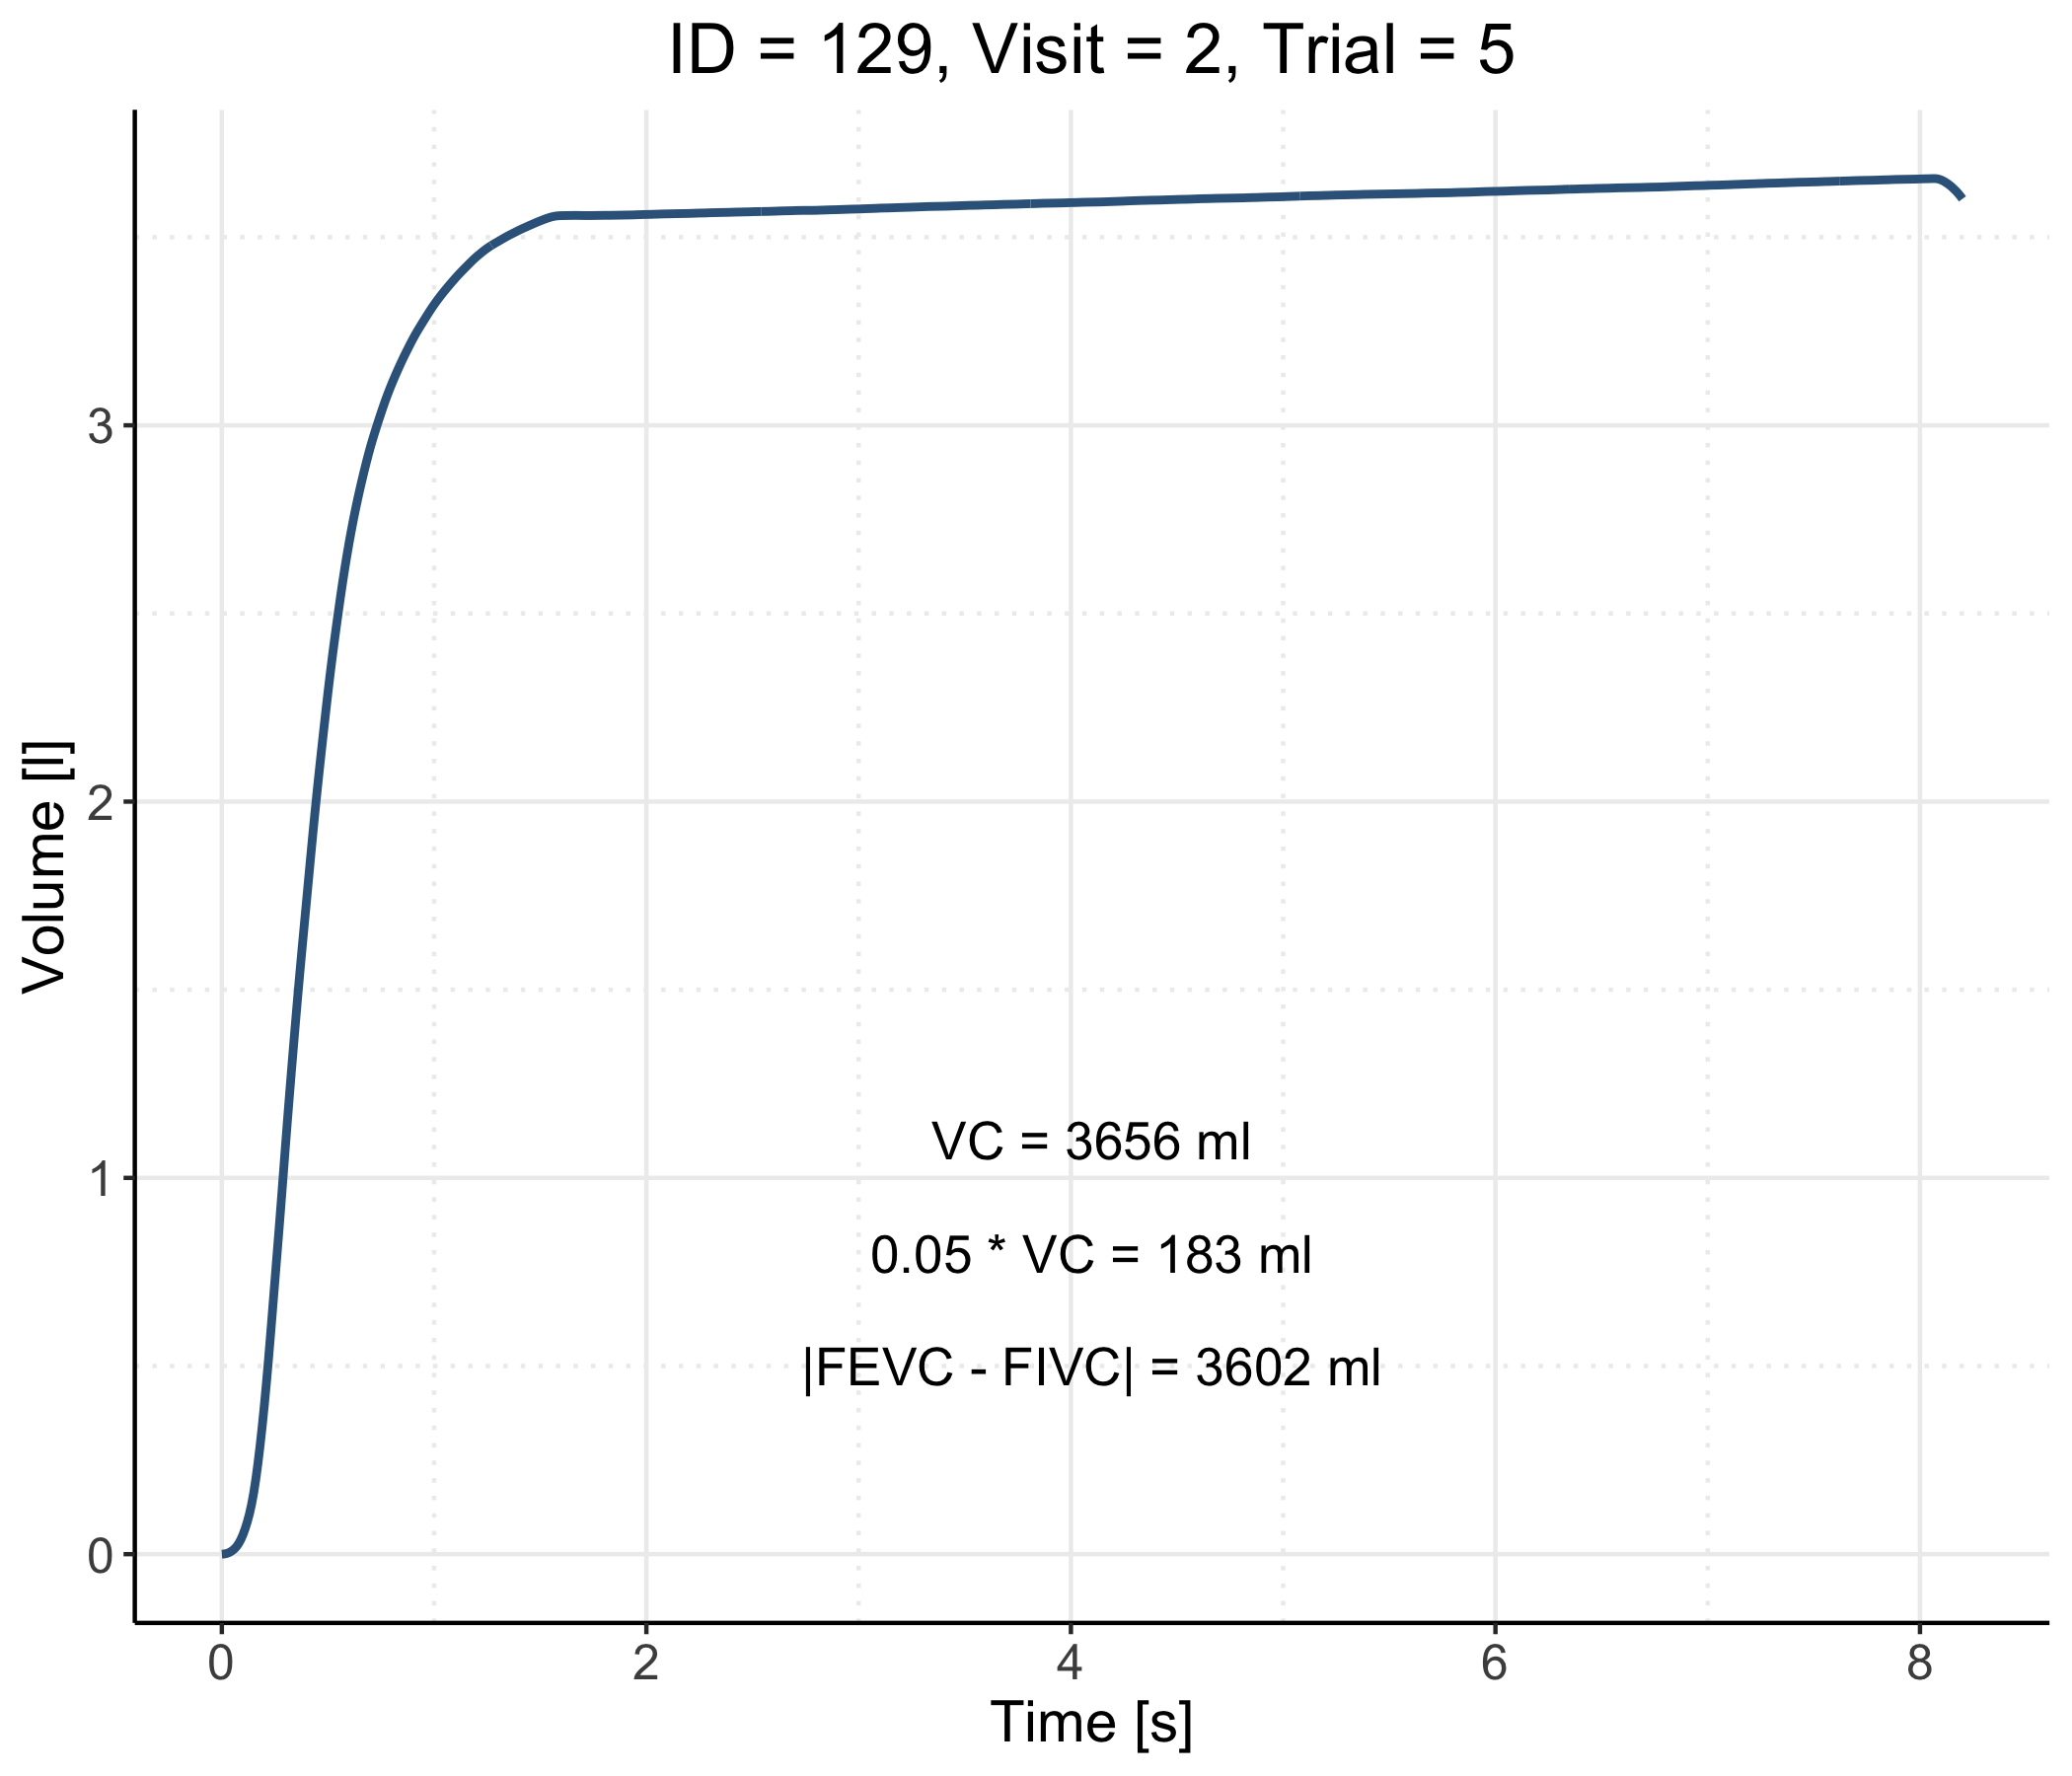 ID = 129, Visit = 2, Trial = 5
Volume [l]
3
2
1
0
VC = 3656 ml
0.05 * VC = 183 ml
|FEVC - FIVC| = 3602 ml
0 2 4 6 8
Time [s]